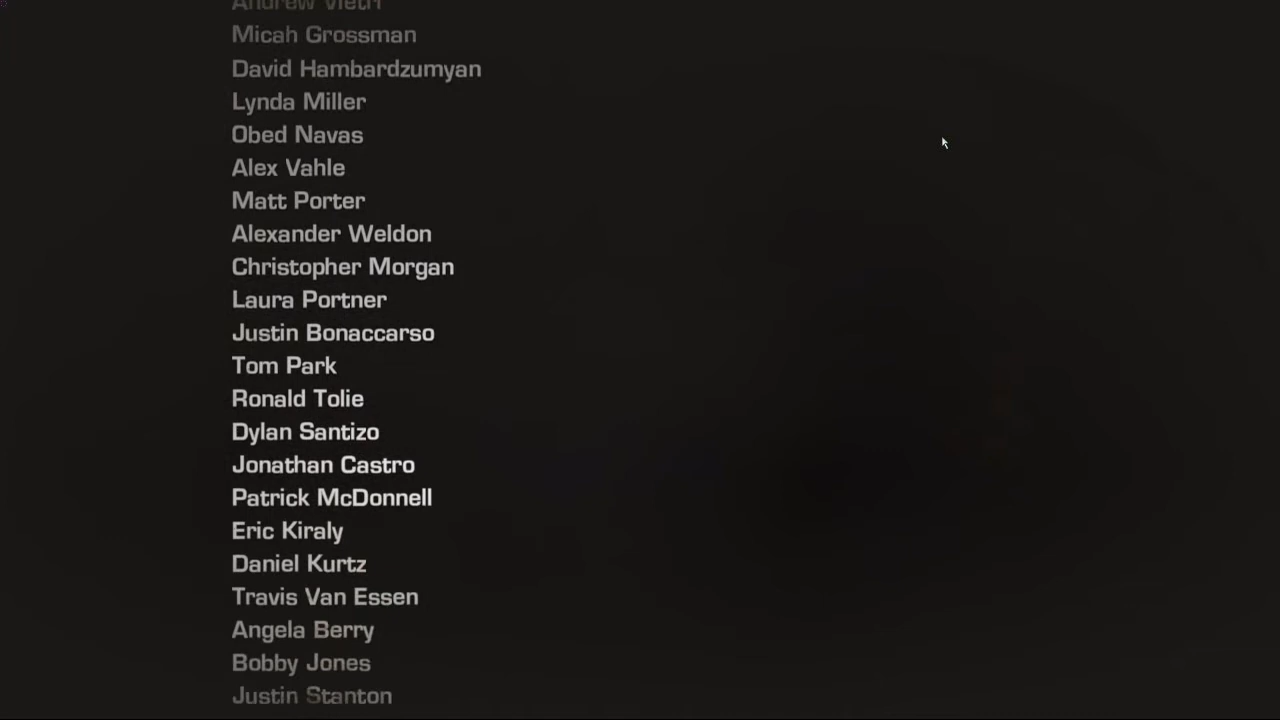 Andrew Vietri
Micah Grossman
David Hambardzumyan
Lynda Miller
Obed Navas
Alex Vahle
Matt Porter
Alexander Weldon
Christopher Morgan
Laura Portner
Justin Bonaccarso
Tom Park
Ronald Tolie
Dylan Santizo
Jonathan Castro
Patrick McDonnell
Eric Kiraly
Daniel Kurtz
Travis Van Essen
Angela Berry
Bobby Jones
Justin Stanton